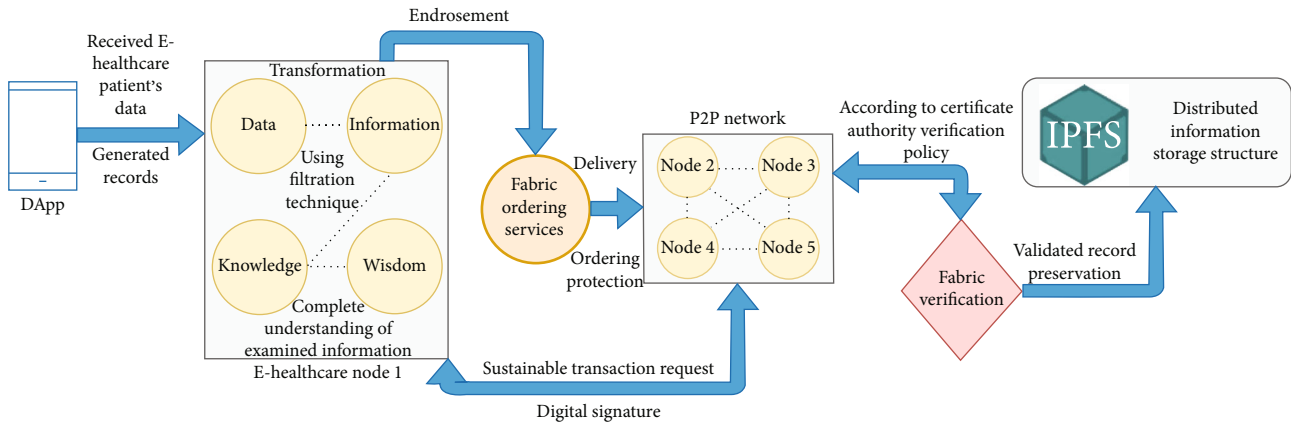 Received E-
healthcare
patient's
data
Generated
records
DApp
Transformation
Data
Information
Using
filtration
technique
Knowledge
Wisdom
Complete
understanding of
examined information
E-healthcare node 1
Endrosement
Fabric
ordering
services
Delivery
Ordering
protection
P2P network
Node 2
Node 3
Node 4
Node 5
Sustainable transaction request
Digital signature
According to certificate
authority verification
policy
Fabric
verification
Validated record
preservation
IPFS
Distributed
information
storage structure